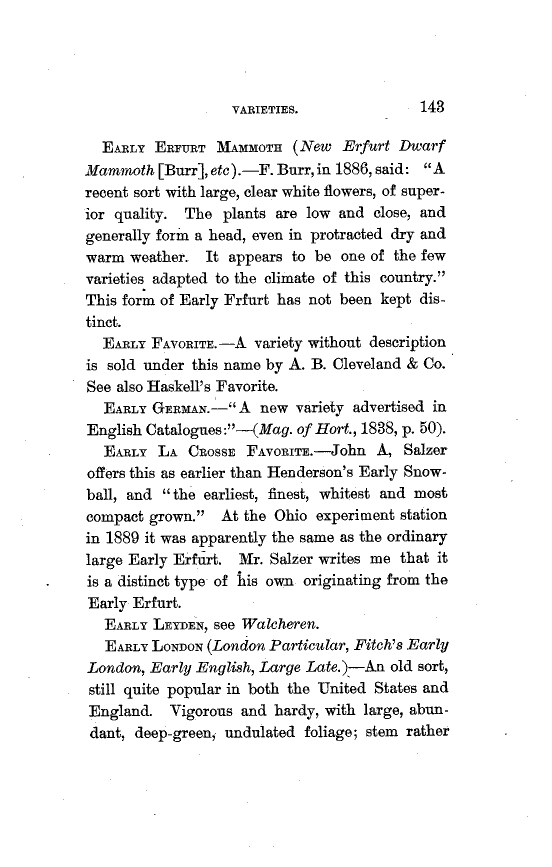 VARIETIES. 143
EARLY ERFURT MAMMOTH (New Erfurt Dwarf
Mammoth [Burr], etc).—F. Burr, in 1886, said: "A
recent sort with large, clear white flowers, of super-
ior quality. The plants are low and close, and
generally form a head, even in protracted dry and
warm weather. It appears to be one of the few
varieties adapted to the climate of this country."
This form of Early Frfurt has not been kept dis-
tinct.
EARLY FAVORITE.—A variety without description
is sold under this name by A. B. Cleveland & Co.
See also Haskell's Favorite.
EARLY GERMAN.—"A new variety advertised in
English Catalogues:"—(Mag. of Hort., 1838, p. 50).
EARLY LA CROSSE FAVORITE.—John A, Salzer
offers this as earlier than Henderson's Early Snow-
ball, and "the earliest, finest, whitest and most
compact grown." At the Ohio experiment station
in 1889 it was apparently the same as the ordinary
large Early Erfurt. Mr. Salzer writes me that it
is a distinct type of his own originating from the
Early Erfurt.
EARLY LEYDEN, see Walcheren.
EARLY LONDON (London Particular, Fitch's Early
London, Early English, Large Late.)—An old sort,
still quite popular in both the United States and
England. Vigorous and hardy, with large, abun-
dant, deep-green, undulated foliage; stem rather